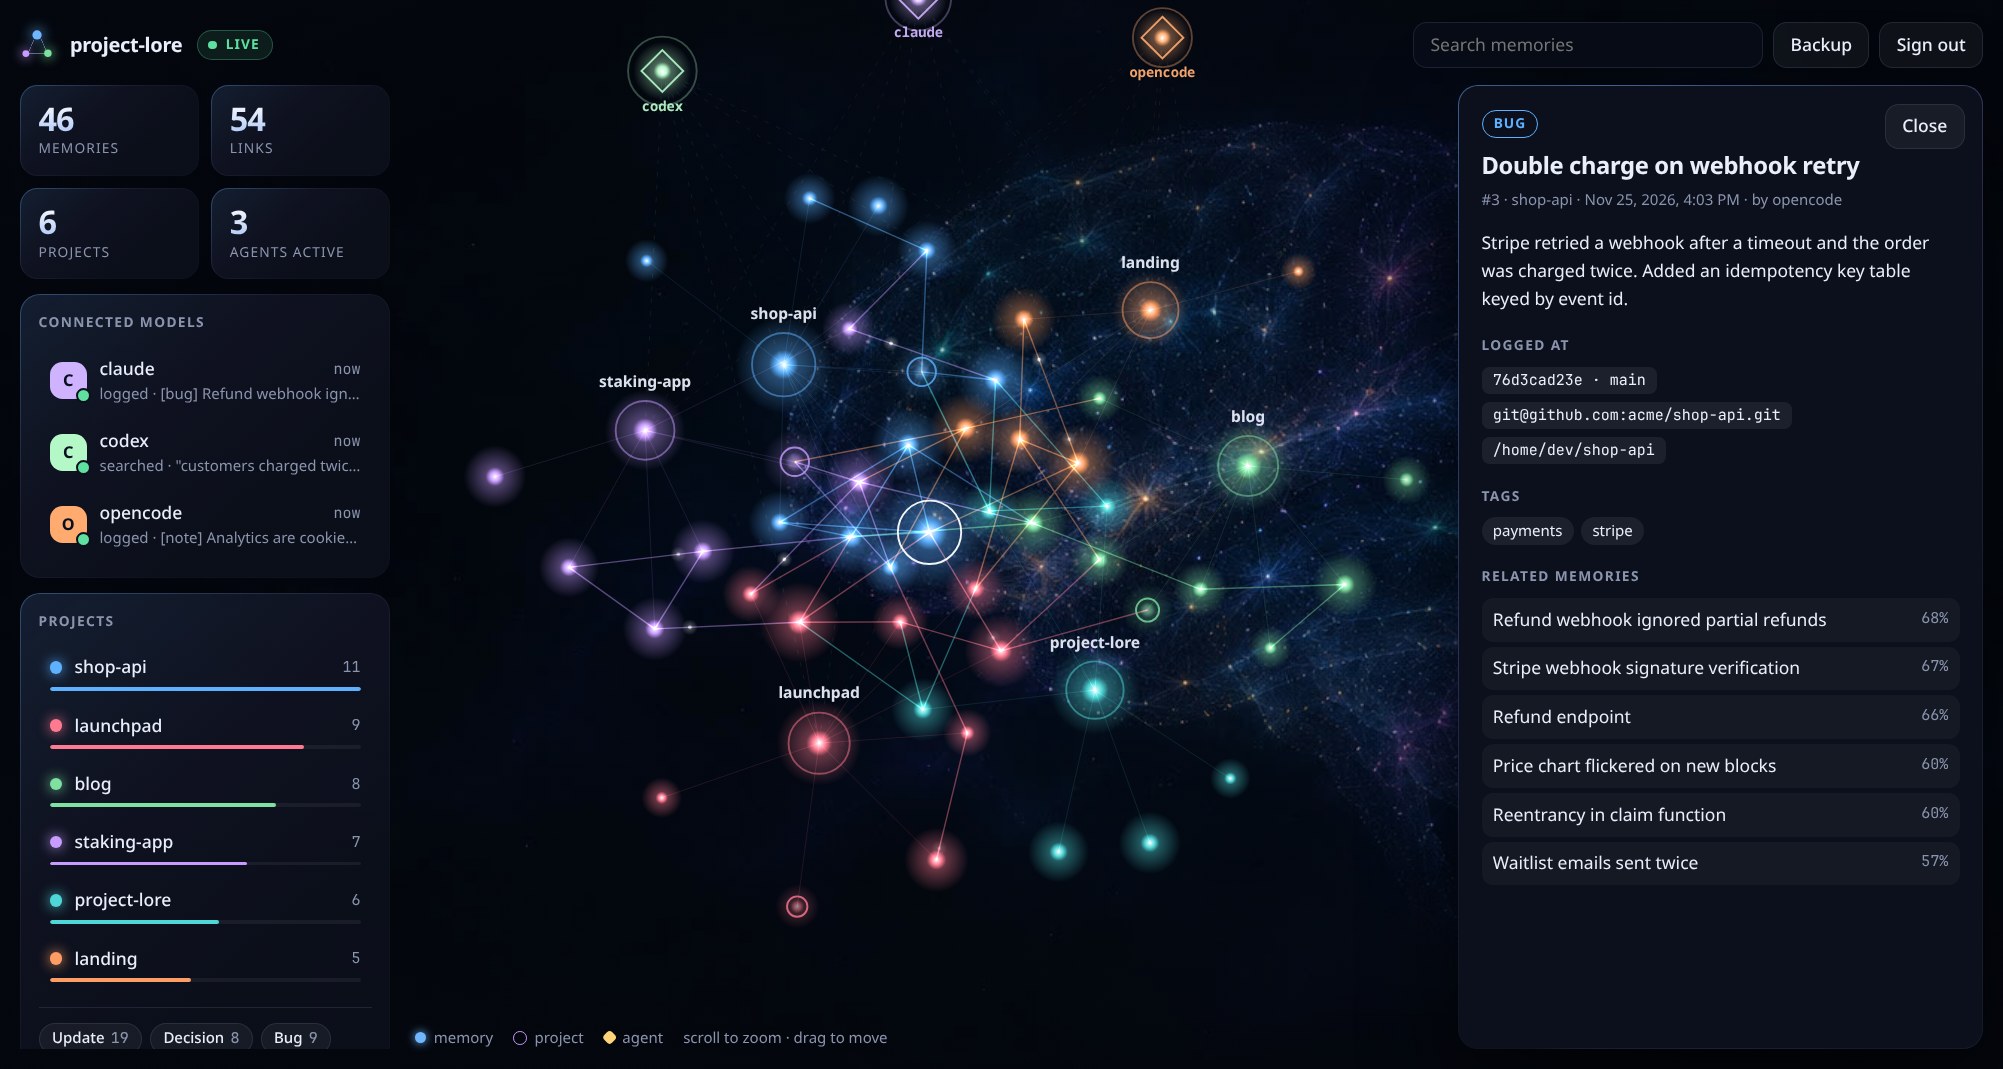 project-lore
LIVE
Search memories
Backup
Sign out
46
MEMORIES
54
LINKS
6
PROJECTS
3
AGENTS ACTIVE
CONNECTED MODELS
C
claude
now
logged · [bug] Refund webhook ign...
C
codex
now
searched · "customers charged twic...
O
opencode
now
logged · [note] Analytics are cookie...
PROJECTS
shop-api
11
launchpad
9
blog
8
staking-app
7
project-lore
6
landing
5
Update 19
Decision 8
Bug 9
claude
opencode
codex
landing
shop-api
staking-app
blog
project-lore
launchpad
memory
project
agent
scroll to zoom · drag to move
BUG
Close
Double charge on webhook retry
#3 · shop-api · Nov 25, 2026, 4:03 PM · by opencode
Stripe retried a webhook after a timeout and the order
was charged twice. Added an idempotency key table
keyed by event id.
LOGGED AT
76d3cad23e · main
git@github.com:acme/shop-api.git
/home/dev/shop-api
TAGS
payments
stripe
RELATED MEMORIES
Refund webhook ignored partial refunds
68%
Stripe webhook signature verification
67%
Refund endpoint
66%
Price chart flickered on new blocks
60%
Reentrancy in claim function
60%
Waitlist emails sent twice
57%